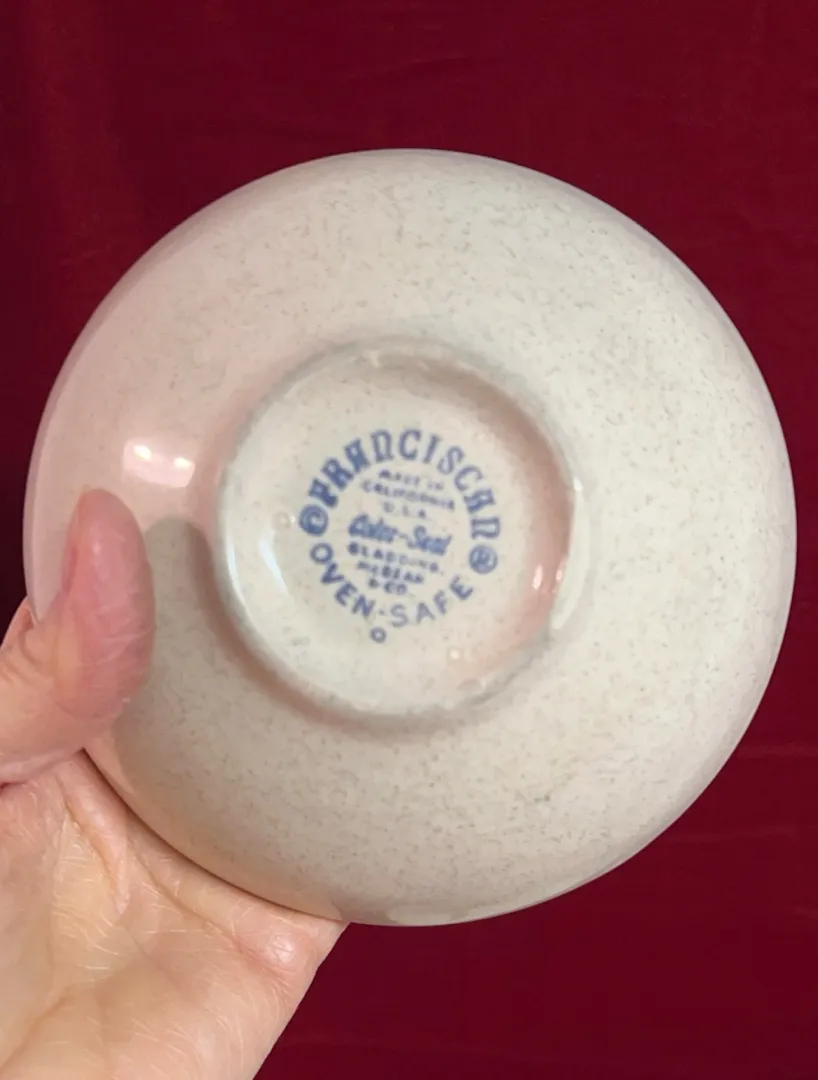 © FRANCISCAN ®
MADE IN
CALIFORNIA
U.S.A.
Color-Seal
GLADDING,
McBEAN
& CO.
OVEN-SAFE